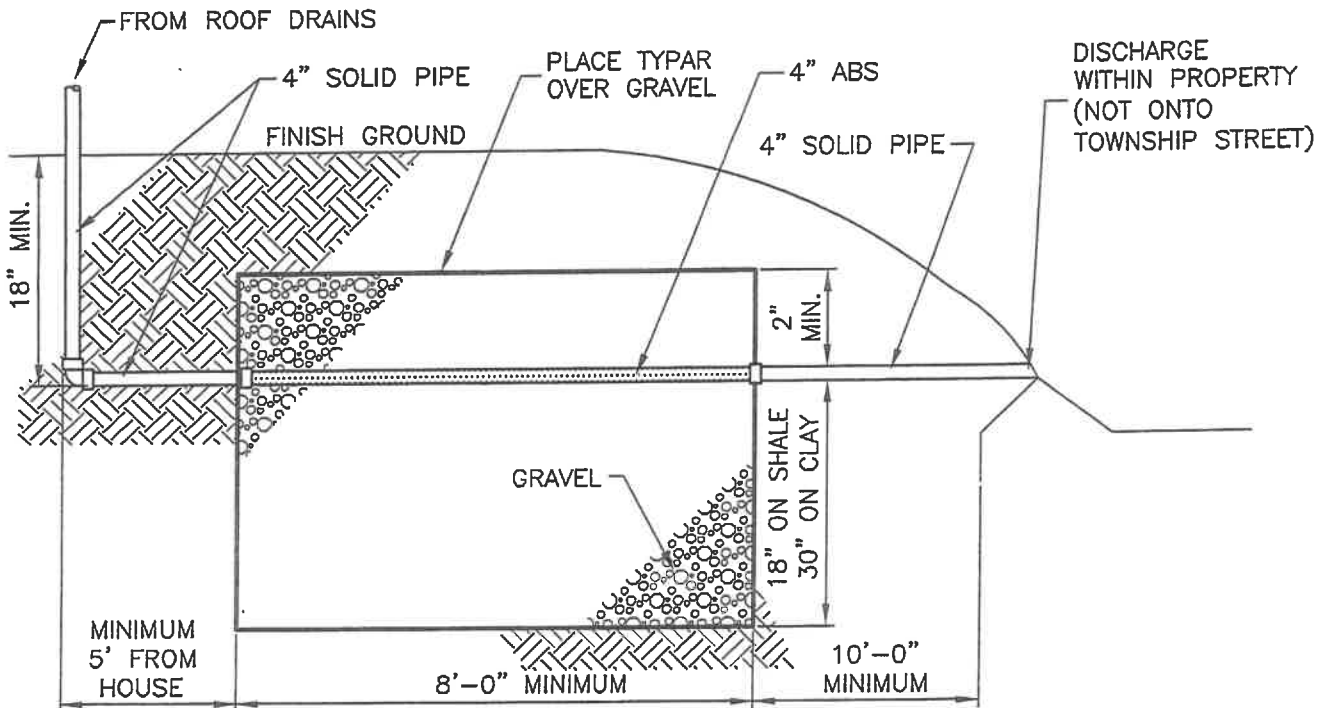 FROM ROOF DRAINS
4" SOLID PIPE
PLACE TYPAR
OVER GRAVEL
4" ABS
DISCHARGE
WITHIN PROPERTY
(NOT ONTO
TOWNSHIP STREET)
FINISH GROUND
4" SOLID PIPE
18" MIN.
2"
MIN.
GRAVEL
18" ON SHALE
30" ON CLAY
MINIMUM
5' FROM
HOUSE
8'-0" MINIMUM
10'-0"
MINIMUM